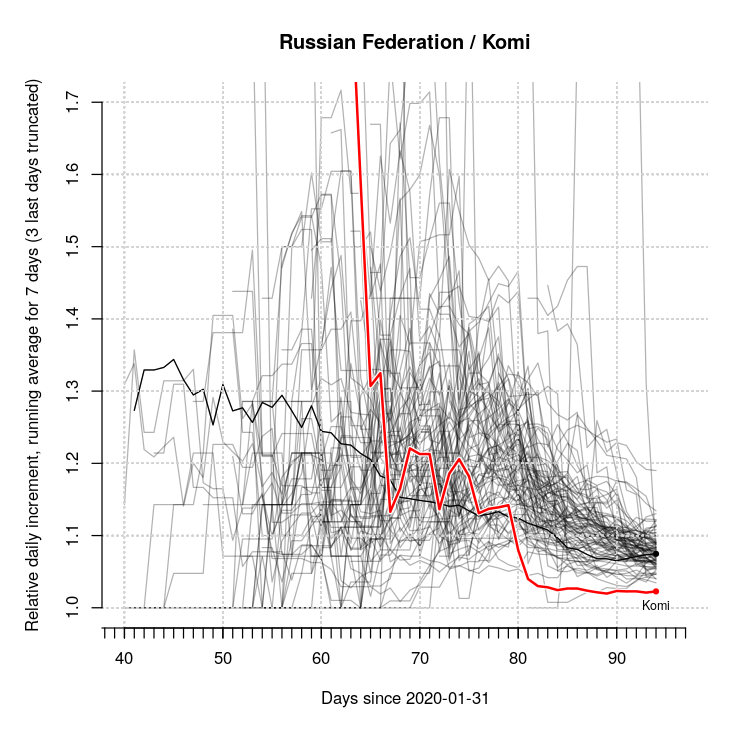 Russian Federation / Komi
Relative daily increment, running average for 7 days (3 last days truncated)
1.7
1.6
1.5
1.4
1.3
1.2
1.1
1.0
Komi
40 50 60 70 80 90
Days since 2020-01-31